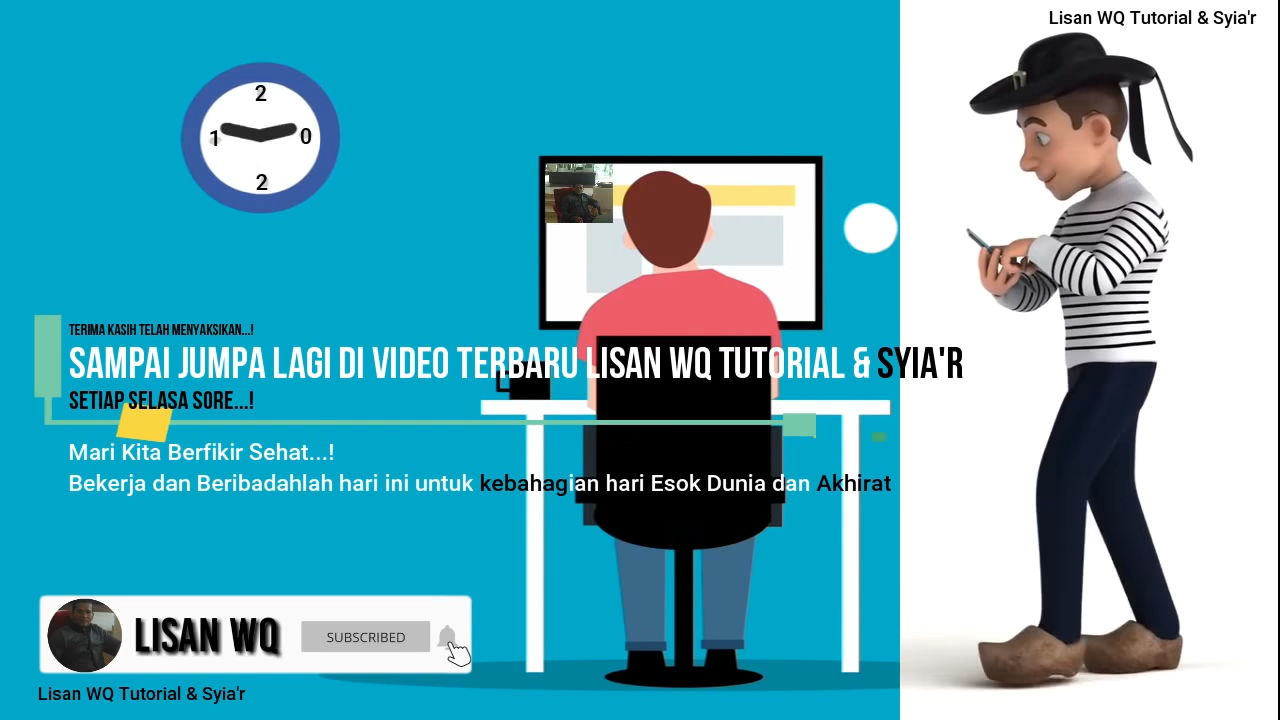 Lisan WQ Tutorial & Syia'r
2
1 0
2
TERIMA KASIH TELAH MENYAKSIKAN...!
SAMPAI JUMPA LAGI DI VIDEO TERBARU LISAN WQ TUTORIAL & SYIA'R
SETIAP SELASA SORE...!
Mari Kita Berfikir Sehat...!
Bekerja dan Beribadahlah hari ini untuk kebahagian hari Esok Dunia dan Akhirat
LISAN WQ SUBSCRIBED
Lisan WQ Tutorial & Syia'r